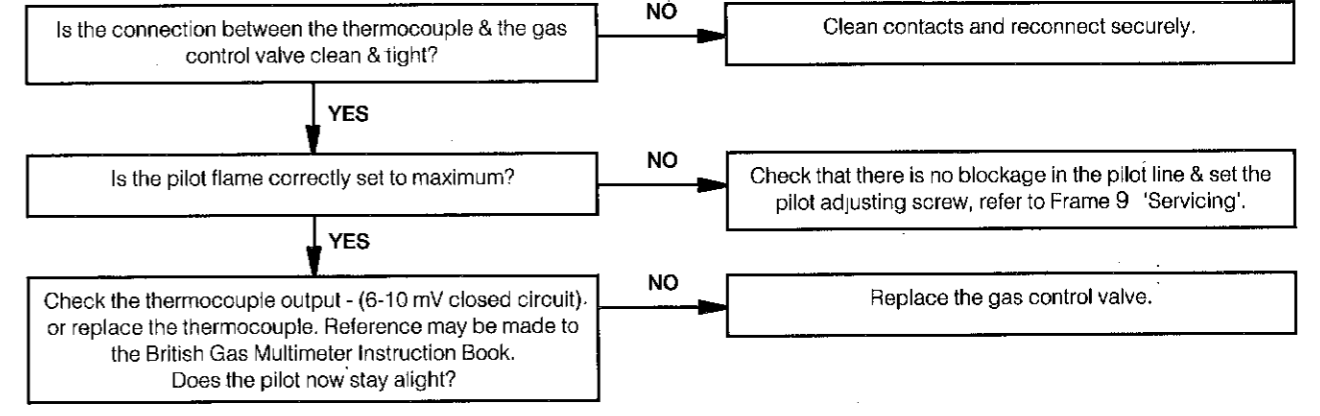 Is the connection between the thermocouple & the gas
control valve clean & tight?
NO
Clean contacts and reconnect securely.
YES
Is the pilot flame correctly set to maximum?
NO
Check that there is no blockage in the pilot line & set the
pilot adjusting screw, refer to Frame 9 'Servicing'.
YES
Check the thermocouple output - (6-10 mV closed circuit).
or replace the thermocouple. Reference may be made to
the British Gas Multimeter Instruction Book.
Does the pilot now stay alight?
NO
Replace the gas control valve.